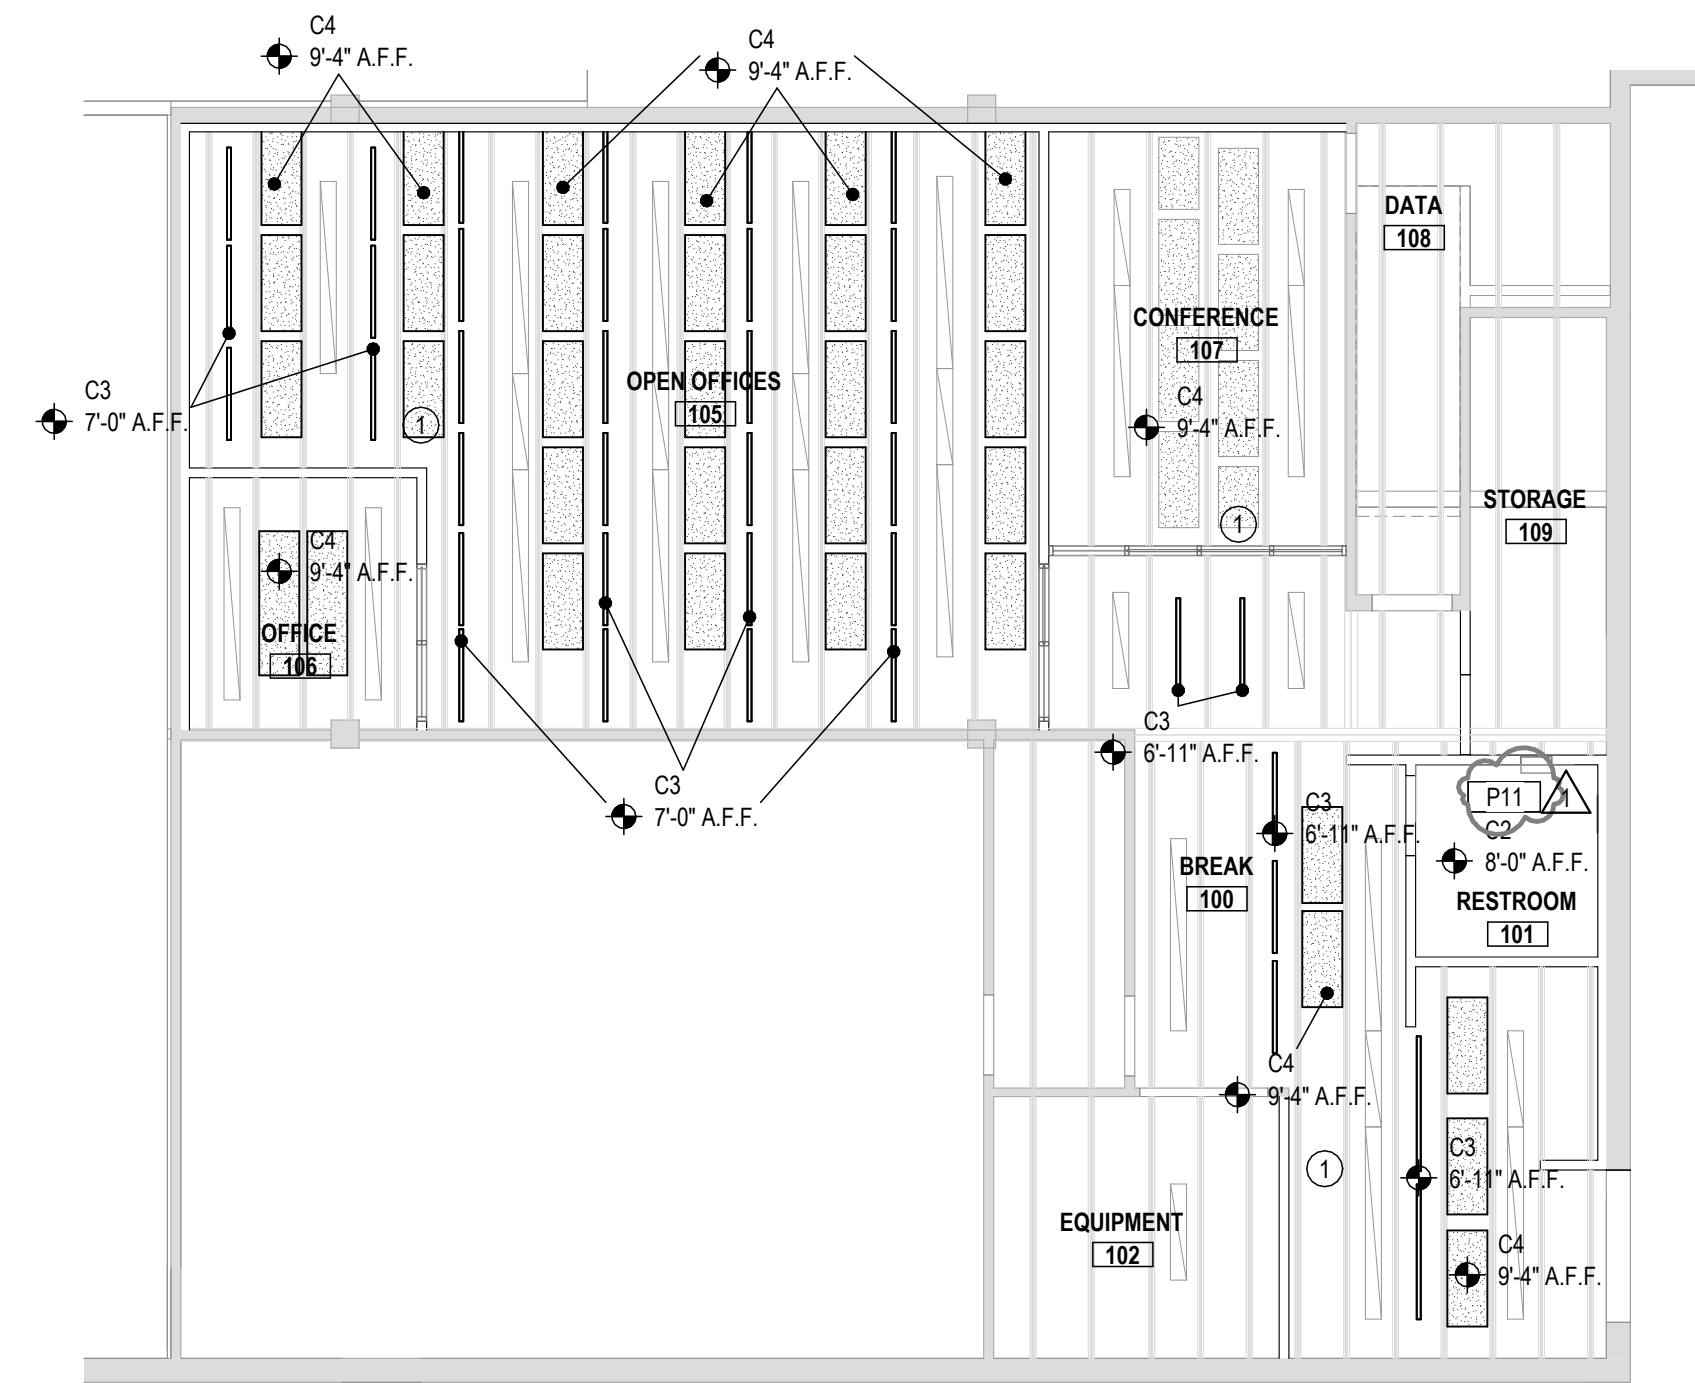 C4
9'-4" A.F.F.
C4
9'-4" A.F.F.
DATA
108
CONFERENCE
107
C4
9'-4" A.F.F.
OPEN OFFICES
105
C3
7'-0" A.F.F.
1
STORAGE
109
1
C4
9'-4" A.F.F.
OFFICE
106
C3
6'-11" A.F.F.
C3
7'-0" A.F.F.
P11
1
C3
6'-11" A.F.F.
C2
8'-0" A.F.F.
BREAK
100
RESTROOM
101
C4
9'-4" A.F.F.
1
C3
6'-11" A.F.F.
EQUIPMENT
102
C4
9'-4" A.F.F.